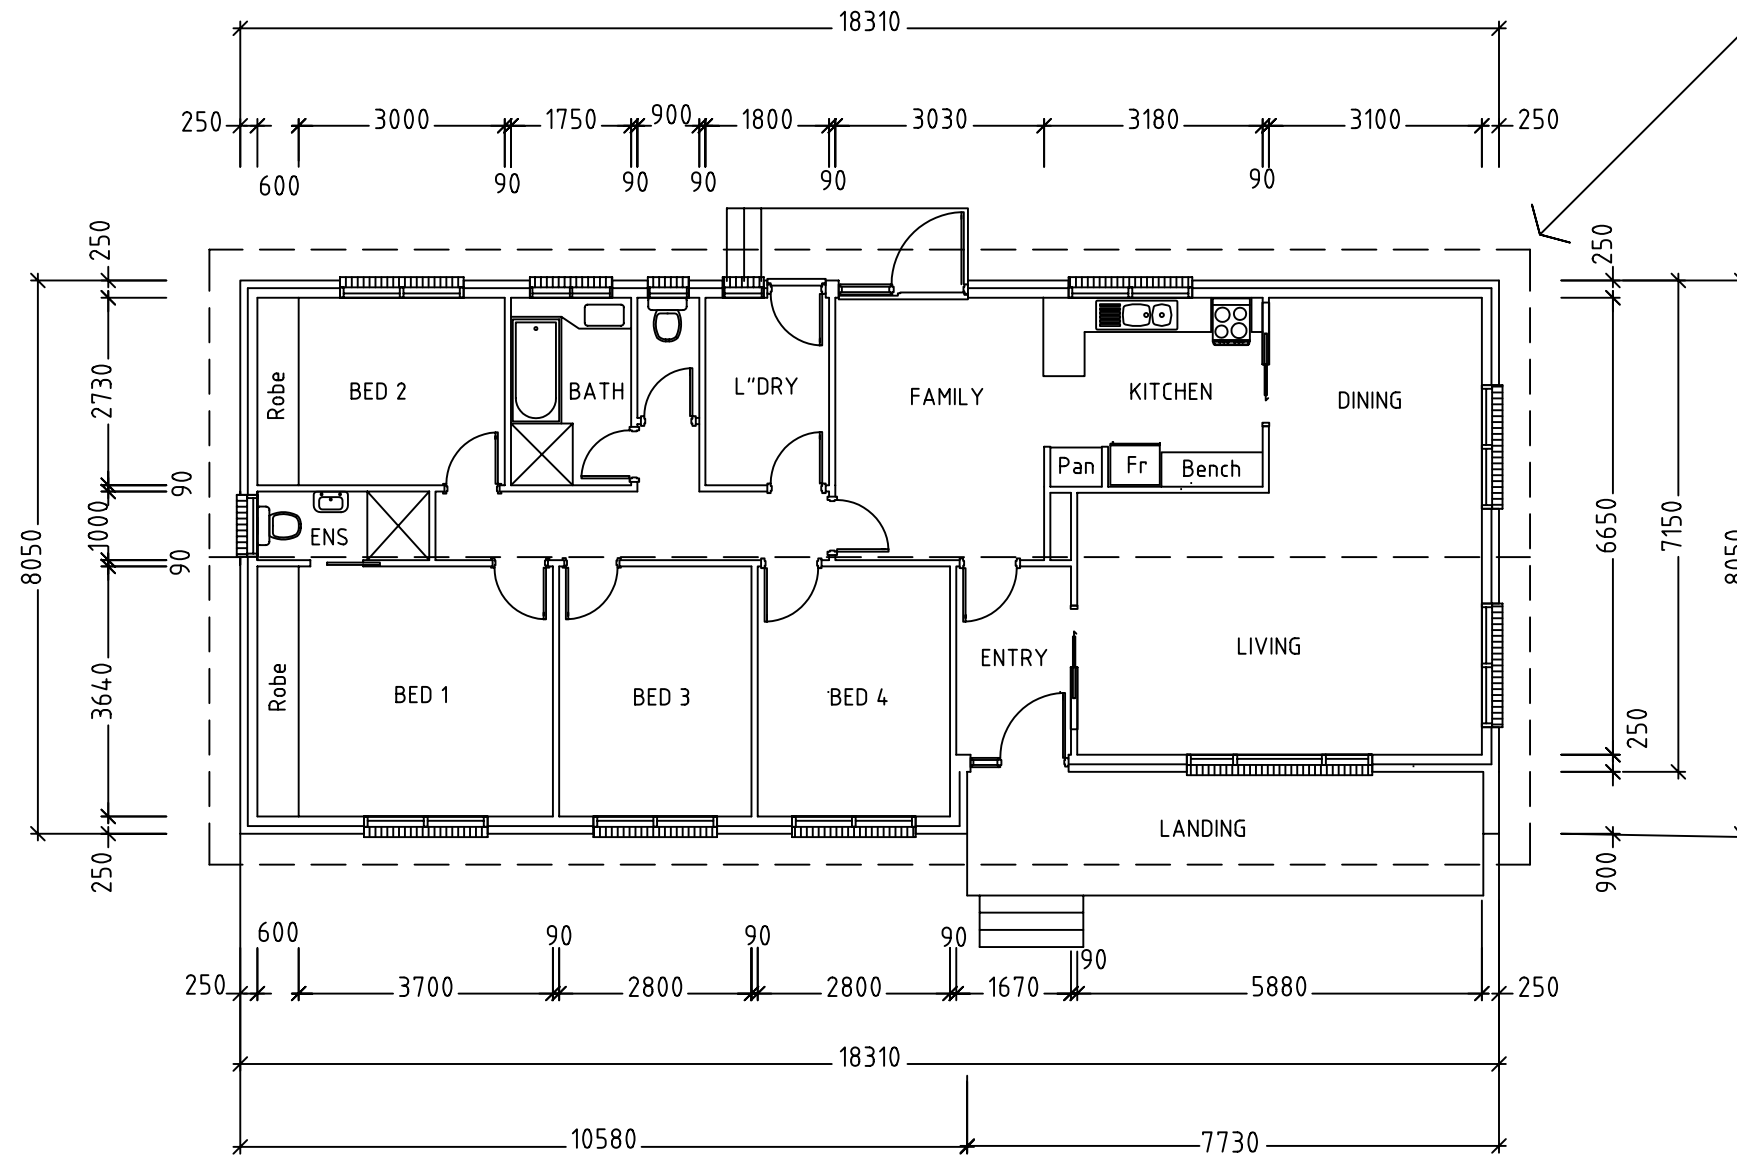 18310
250 3000 1750 900 1800 3030 3180 3100 250
600 90 90 90 90 90
250
250
8050
2730
90
1000
90
3640
250
Robe
BED 2
BATH
L"DRY
FAMILY
KITCHEN
DINING
Pan
Fr
Bench
ENS
6650
7150
8050
250
900
Robe
BED 1
BED 3
BED 4
ENTRY
LIVING
LANDING
600 90 90 90 90
250 3700 2800 2800 1670 5880 250
18310
10580 7730